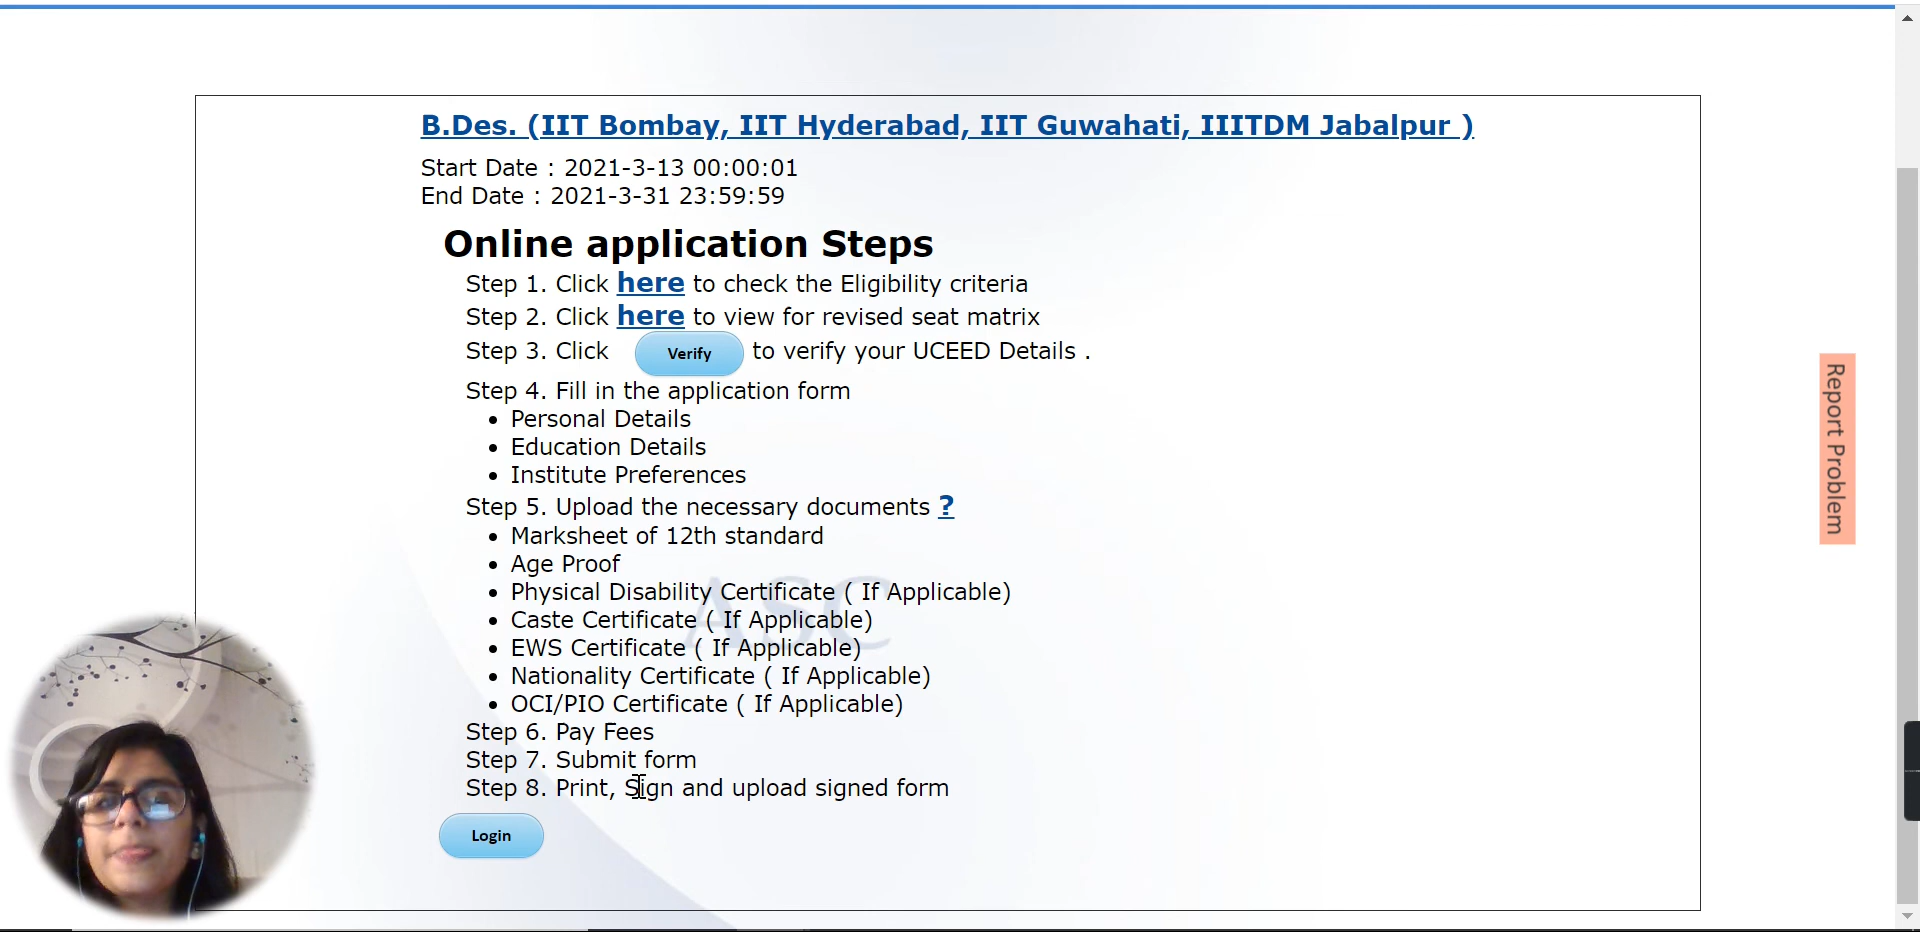 B.Des. (IIT Bombay, IIT Hyderabad, IIT Guwahati, IIITDM Jabalpur )
Start Date : 2021-3-13 00:00:01
End Date : 2021-3-31 23:59:59
Online application Steps
Step 1. Click here to check the Eligibility criteria
Step 2. Click here to view for revised seat matrix
Step 3. Click Verify to verify your UCEED Details .
Step 4. Fill in the application form
• Personal Details
• Education Details
• Institute Preferences
Step 5. Upload the necessary documents ?
• Marksheet of 12th standard
• Age Proof
• Physical Disability Certificate ( If Applicable)
• Caste Certificate ( If Applicable)
• EWS Certificate ( If Applicable)
• Nationality Certificate ( If Applicable)
• OCI/PIO Certificate ( If Applicable)
Step 6. Pay Fees
Step 7. Submit form
Step 8. Print, Sign and upload signed form
Login
Report Problem
ASC